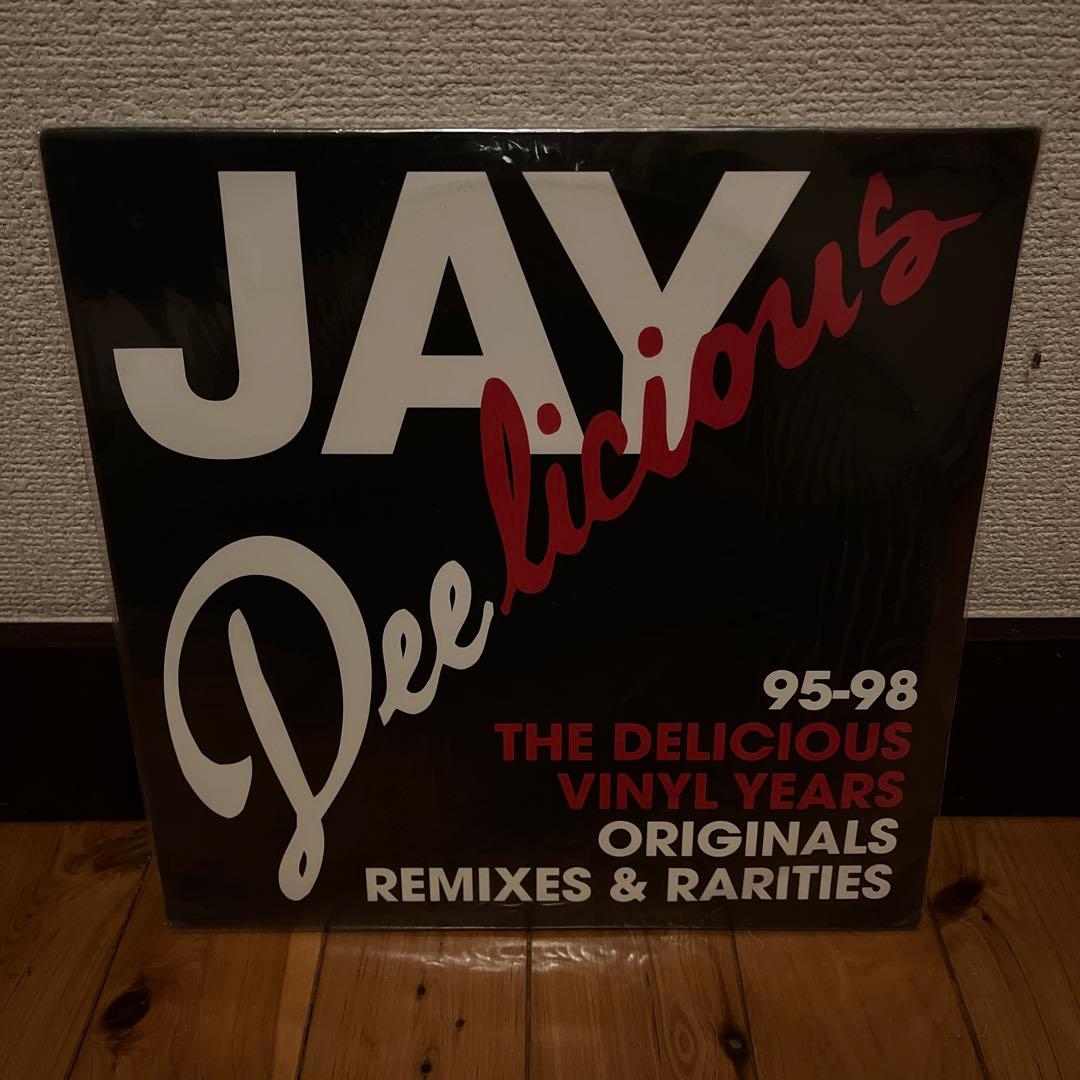 JAY
Deelicious
95-98
THE DELICIOUS
VINYL YEARS
ORIGINALS
REMIXES & RARITIES